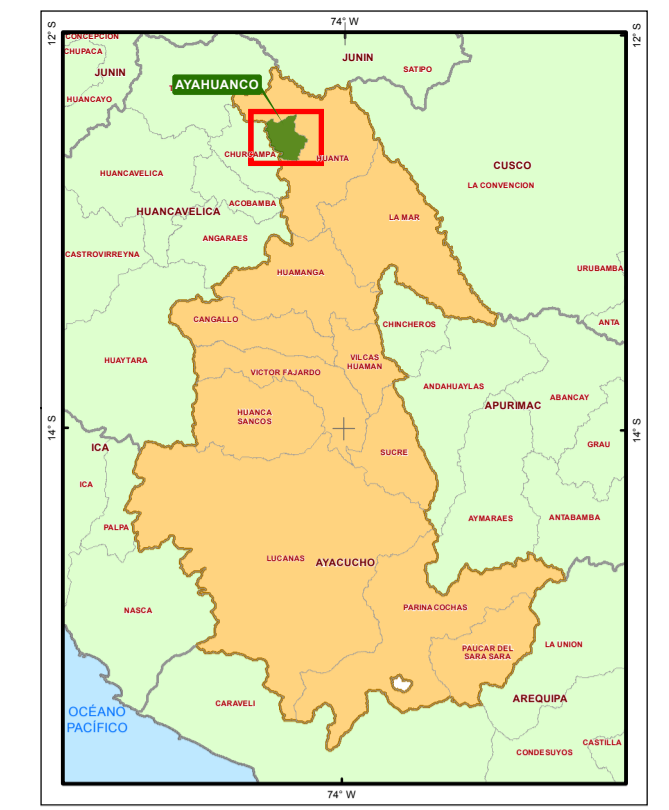 74° W
12° S
12° S
CONCEPCION
CHUPACA
JUNIN
JUNIN
SATIPO
AYAHUANCO
HUANCAYO
CHURCAMPA
HUANTA
CUSCO
LA CONVENCION
HUANCAVELICA
ACOBAMBA
HUANCAVELICA
LA MAR
ANGARAES
CASTROVIRREYNA
HUAMANGA
URUBAMBA
CANGALLO
CHINCHEROS
ANTA
HUAYTARA
VILCAS
HUAMAN
VICTOR FAJARDO
ANDAHUAYLAS
ABANCAY
APURIMAC
HUANCA
SANCOS
14° S
14° S
ICA
GRAU
SUCRE
ICA
AYMARAES
ANTABAMBA
PALPA
LUCANAS
AYACUCHO
PARINA COCHAS
NASCA
PAUCAR DEL
SARA SARA
LA UNION
CARAVELI
AREQUIPA
OCÉANO
PACÍFICO
CASTILLA
CONDESUYOS
74° W